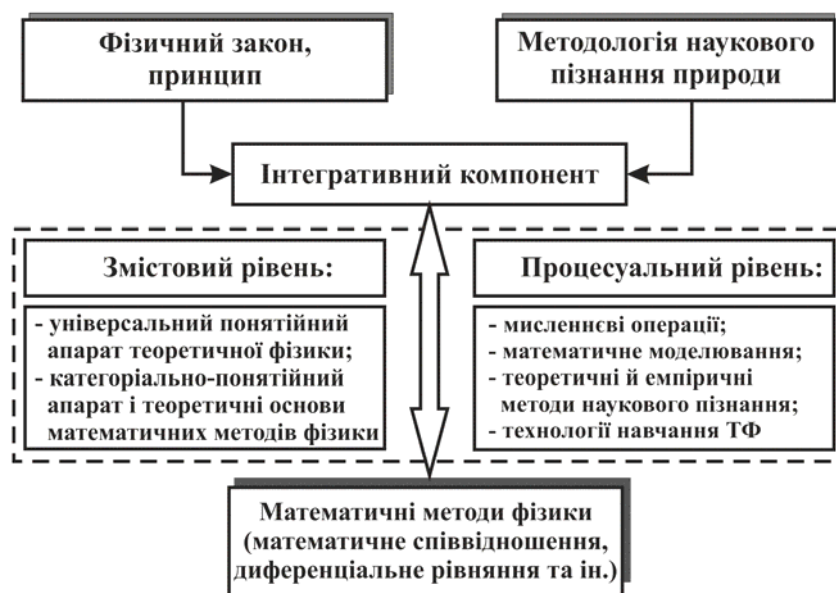 Фізичний закон,
принцип
Методологія наукового
пізнання природи
Інтегративний компонент
Змістовий рівень:
- універсальний понятійний
апарат теоретичної фізики;
- категоріально-понятійний
апарат і теоретичні основи
математичних методів фізики
Процесуальний рівень:
- мисленнєві операції;
- математичне моделювання;
- теоретичні й емпіричні
методи наукового пізнання;
- технології навчання ТФ
Математичні методи фізики
(математичне співвідношення,
диференціальне рівняння та ін.)